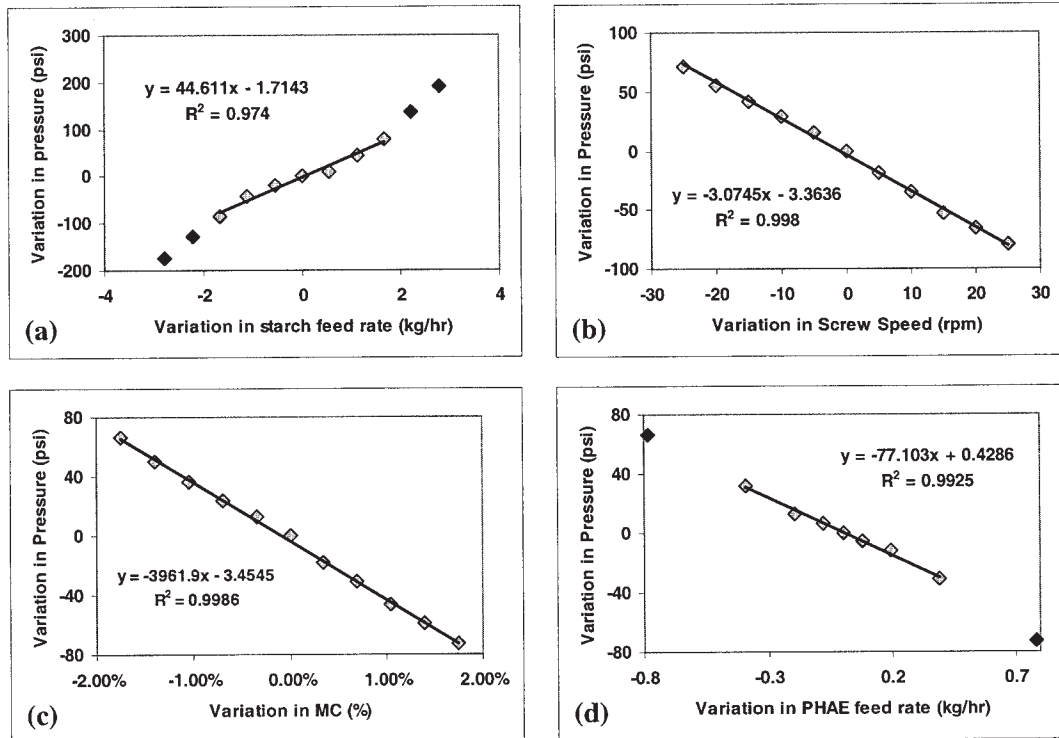 300
200
100
0
-100
-200
-4
-2
0
2
4
Variation in pressure (psi)
y = 44.611x - 1.7143
R² = 0.974
Variation in starch feed rate (kg/hr)
(a)
100
50
0
-50
-100
-30
-20
-10
0
10
20
30
Variation in Pressure (psi)
y = -3.0745x - 3.3636
R² = 0.998
Variation in Screw Speed (rpm)
(b)
80
40
0
-40
-80
-2.00%
-1.00%
0.00%
1.00%
2.00%
Variation in Pressure (psi)
y = -3961.9x - 3.4545
R² = 0.9986
Variation in MC (%)
(c)
80
40
0
-40
-80
-0.8
-0.3
0.2
0.7
Variation in Pressure (psi)
y = -77.103x + 0.4286
R² = 0.9925
Variation in PHAE feed rate (kg/hr)
(d)